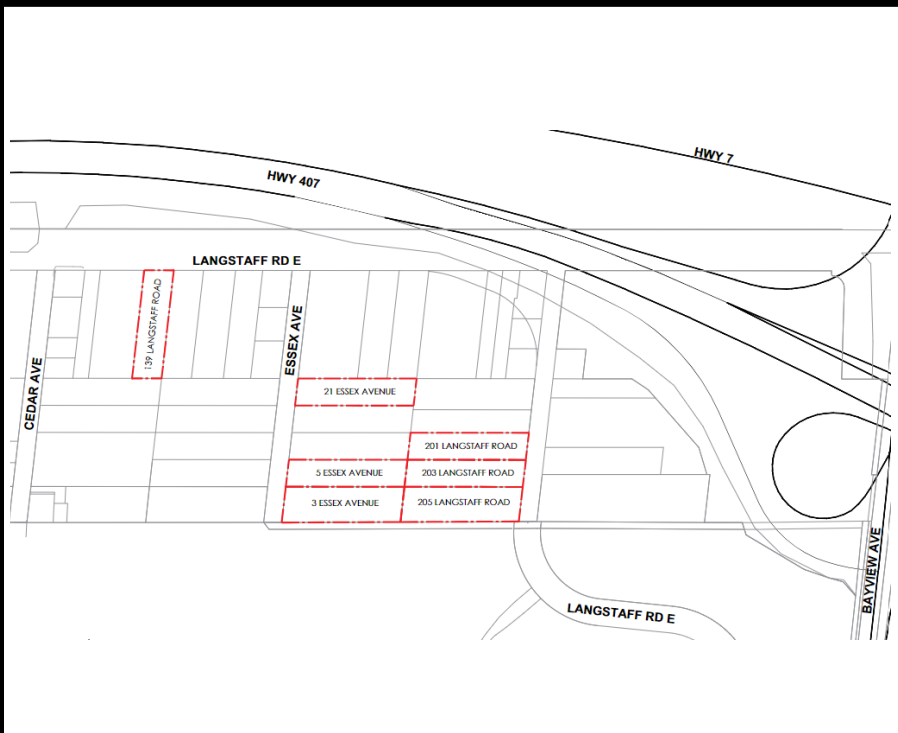 HWY 7
HWY 407
LANGSTAFF RD E
139 LANGSTAFF ROAD
ESSEX AVE
CEDAR AVE
21 ESSEX AVENUE
201 LANGSTAFF ROAD
5 ESSEX AVENUE
203 LANGSTAFF ROAD
3 ESSEX AVENUE
205 LANGSTAFF ROAD
BAYVIEW AVE
LANGSTAFF RD E